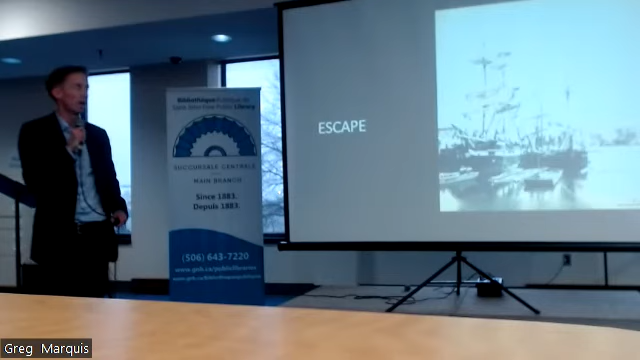 Bibliothèque Publique de
Saint John Free Public Library
SUCCURSALE CENTRALE
MAIN BRANCH
Since 1883.
Depuis 1883.
(506) 643-7220
ESCAPE
Greg Marquis